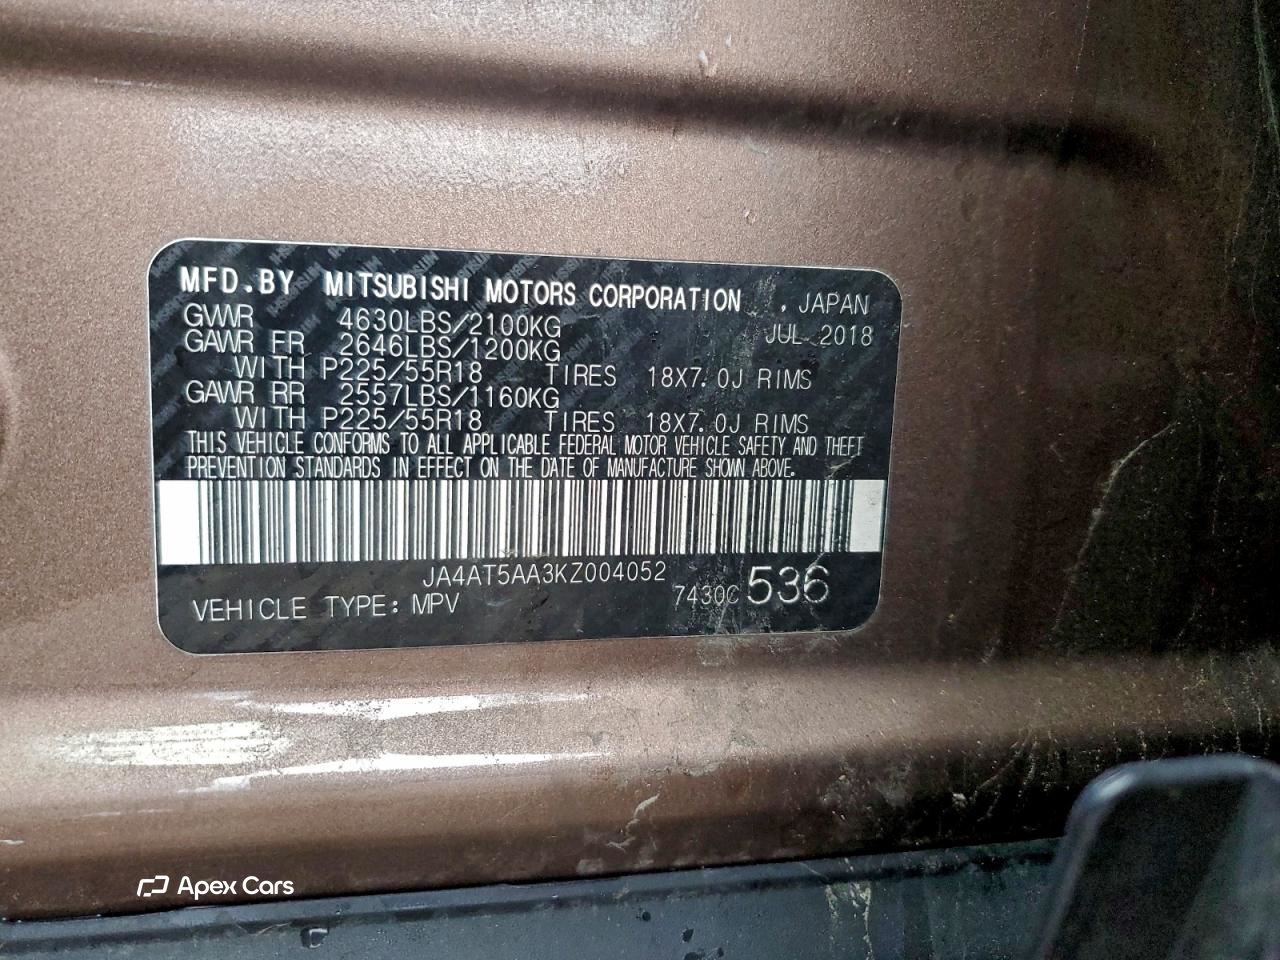 MFD.BY MITSUBISHI MOTORS CORPORATION , JAPAN
GWWR 4630LBS/2100KG JUL 2018
GAWR FR 2646LBS/1200KG
WITH P225/55R18 TIRES 18X7.0J RIMS
GAWR RR 2557LBS/1160KG
WITH P225/55R18 TIRES 18X7.0J RIMS
THIS VEHICLE CONFORMS TO ALL APPLICABLE FEDERAL MOTOR VEHICLE SAFETY AND THEFT
PREVENTION STANDARDS IN EFFECT ON THE DATE OF MANUFACTURE SHOWN ABOVE.
JA4AT5AA3KZ004052
VEHICLE TYPE: MPV 7430C 536
Apex Cars